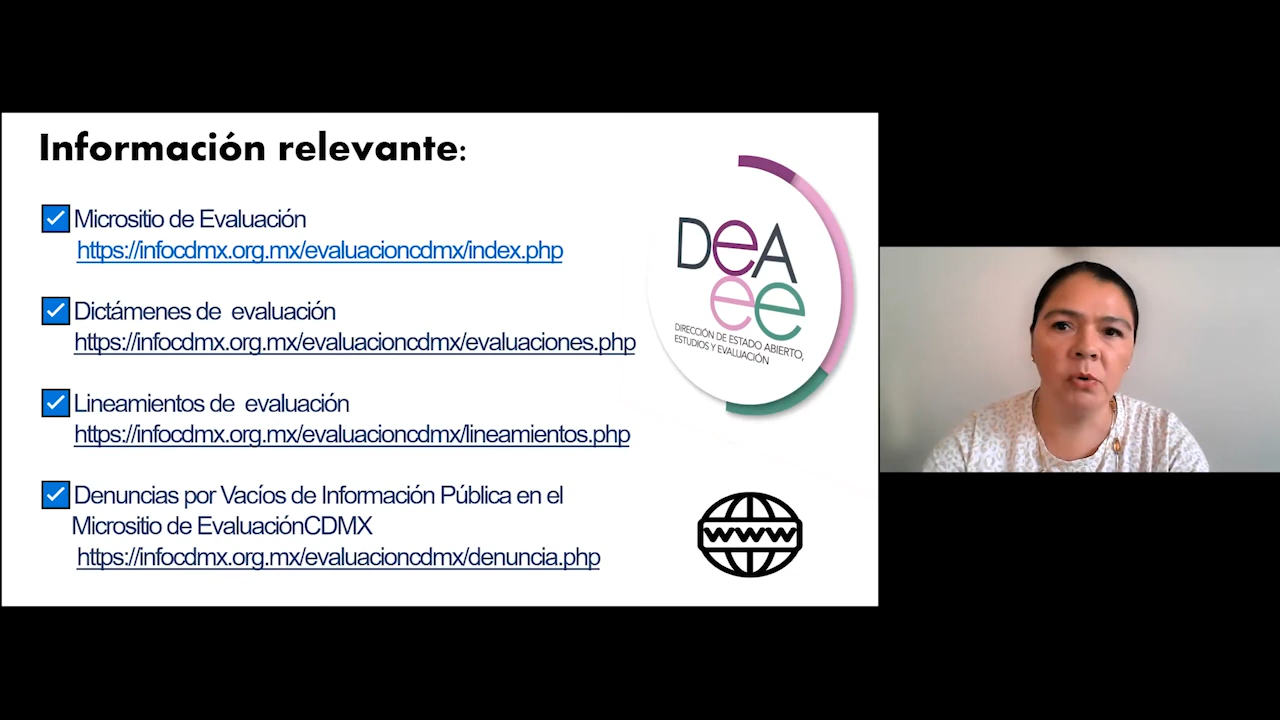 Información relevante:
Micrositio de Evaluación
https://infocdmx.org.mx/evaluacioncdmx/index.php
Dictámenes de evaluación
https://infocdmx.org.mx/evaluacioncdmx/evaluaciones.php
Lineamientos de evaluación
https://infocdmx.org.mx/evaluacioncdmx/lineamientos.php
Denuncias por Vacíos de Información Pública en el
Micrositio de EvaluaciónCDMX
https://infocdmx.org.mx/evaluacioncdmx/denuncia.php
DeA
ee
DIRECCIÓN DE ESTADO ABIERTO,
ESTUDIOS Y EVALUACIÓN
www